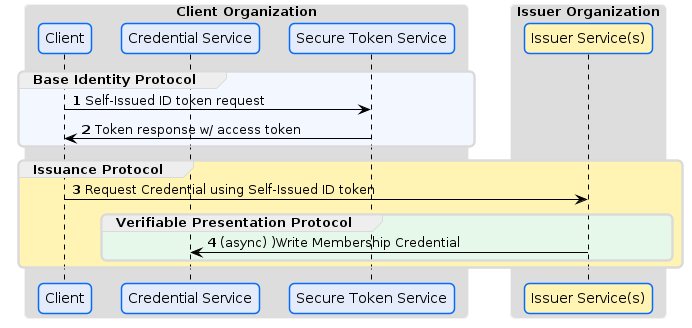 Client Organization
Issuer Organization
Client
Credential Service
Secure Token Service
Issuer Service(s)
Base Identity Protocol
1 Self-Issued ID token request
2 Token response w/ access token
Issuance Protocol
3 Request Credential using Self-Issued ID token
Verifiable Presentation Protocol
4 (async) )Write Membership Credential
Client
Credential Service
Secure Token Service
Issuer Service(s)